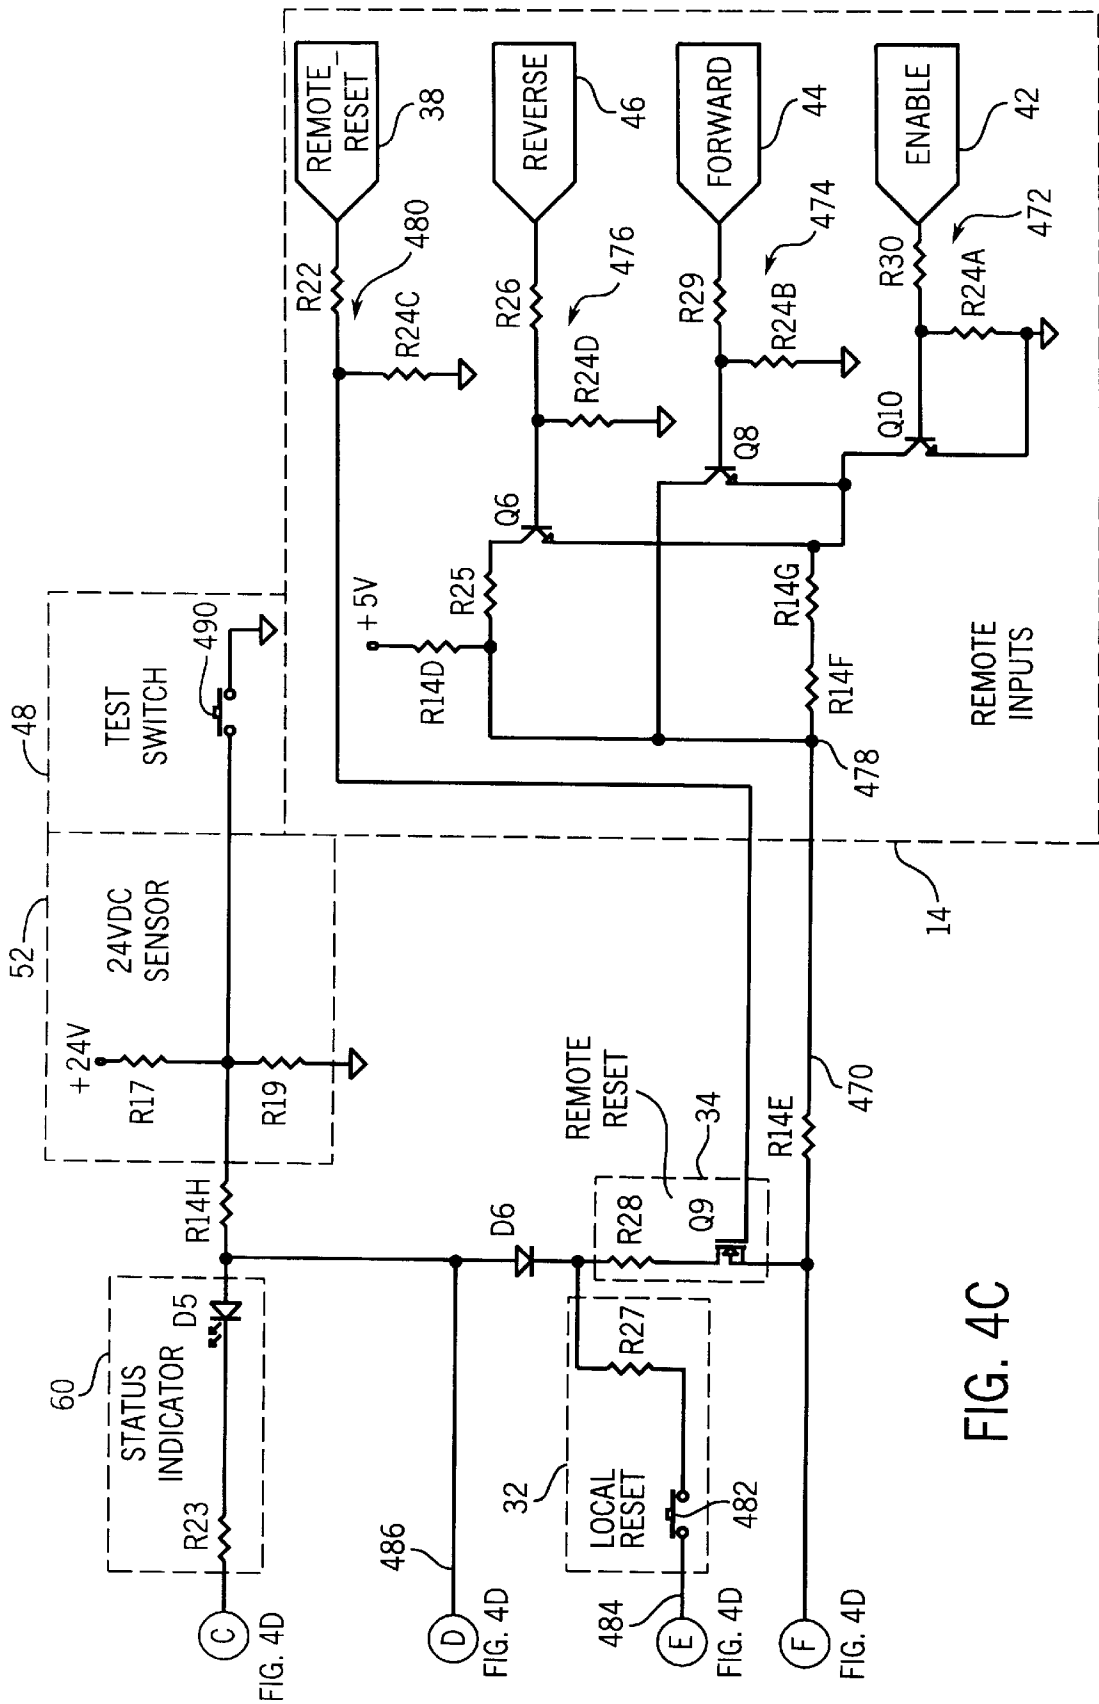 48
TEST
SWITCH
490
52
24VDC
SENSOR
+24V
R17
R19
R14H
60
STATUS
INDICATOR
D5
R23
C
FIG. 4D
REMOTE_
RESET
38
R22
480
R24C
REVERSE
46
R26
476
R24D
Q6
+5V
R14D
R25
FORWARD
44
R29
474
R24B
Q8
ENABLE
42
R30
472
R24A
Q10
R14G
R14F
478
REMOTE
INPUTS
14
486
D
FIG. 4D
D6
REMOTE
RESET
34
R28
Q9
32
LOCAL
RESET
R27
482
484
E
FIG. 4D
R14E
470
F
FIG. 4C